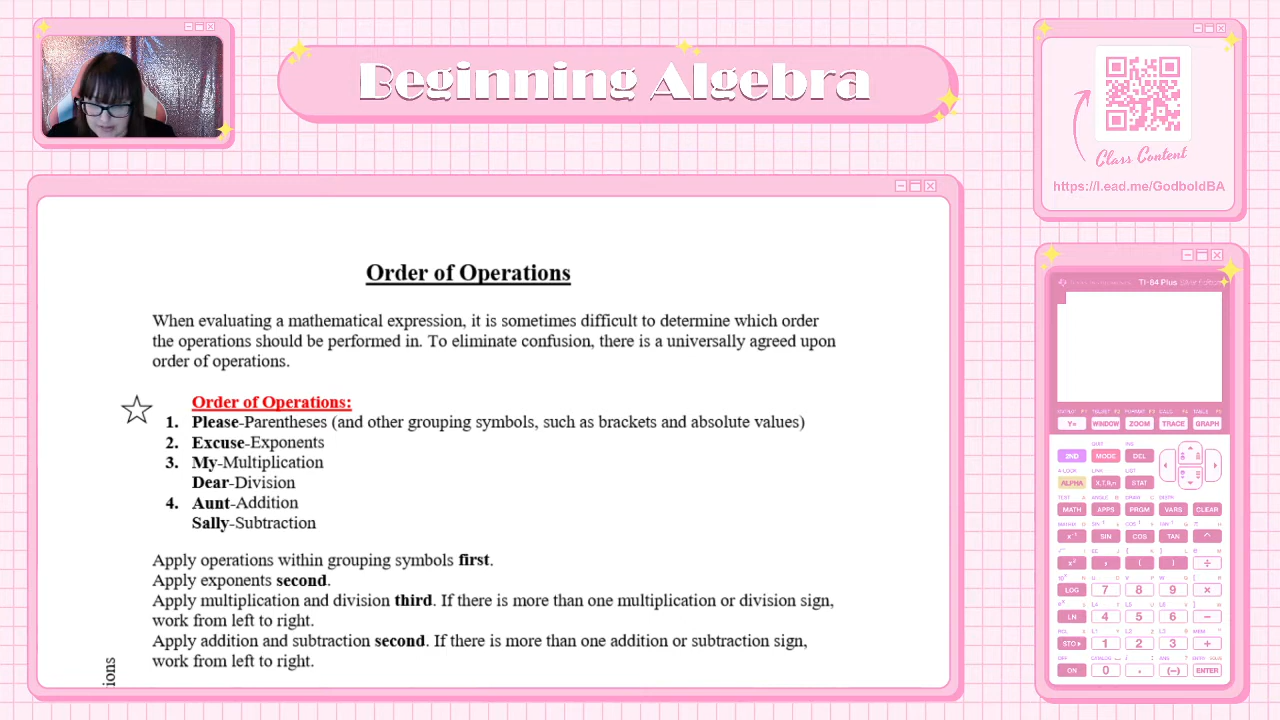 Beginning Algebra
Class Content
https://l.ead.me/GodboldBA
Order of Operations
When evaluating a mathematical expression, it is sometimes difficult to determine which order
the operations should be performed in. To eliminate confusion, there is a universally agreed upon
order of operations.
Order of Operations:
1. Please-Parentheses (and other grouping symbols, such as brackets and absolute values)
2. Excuse-Exponents
3. My-Multiplication
Dear-Division
4. Aunt-Addition
Sally-Subtraction
Apply operations within grouping symbols first.
Apply exponents second.
Apply multiplication and division third. If there is more than one multiplication or division sign,
work from left to right.
Apply addition and subtraction second. If there is more than one addition or subtraction sign,
work from left to right.
ions
TI-84 Plus Silver Edition
Y= WINDOW ZOOM TRACE GRAPH
2ND MODE DEL
ALPHA X,T,θ,n STAT
MATH APPS PRGM VARS CLEAR
x⁻¹ SIN COS TAN ^
x² , ( ) ÷
LOG 7 8 9 ×
LN 4 5 6 −
STO▸ 1 2 3 +
ON 0 . (−) ENTER